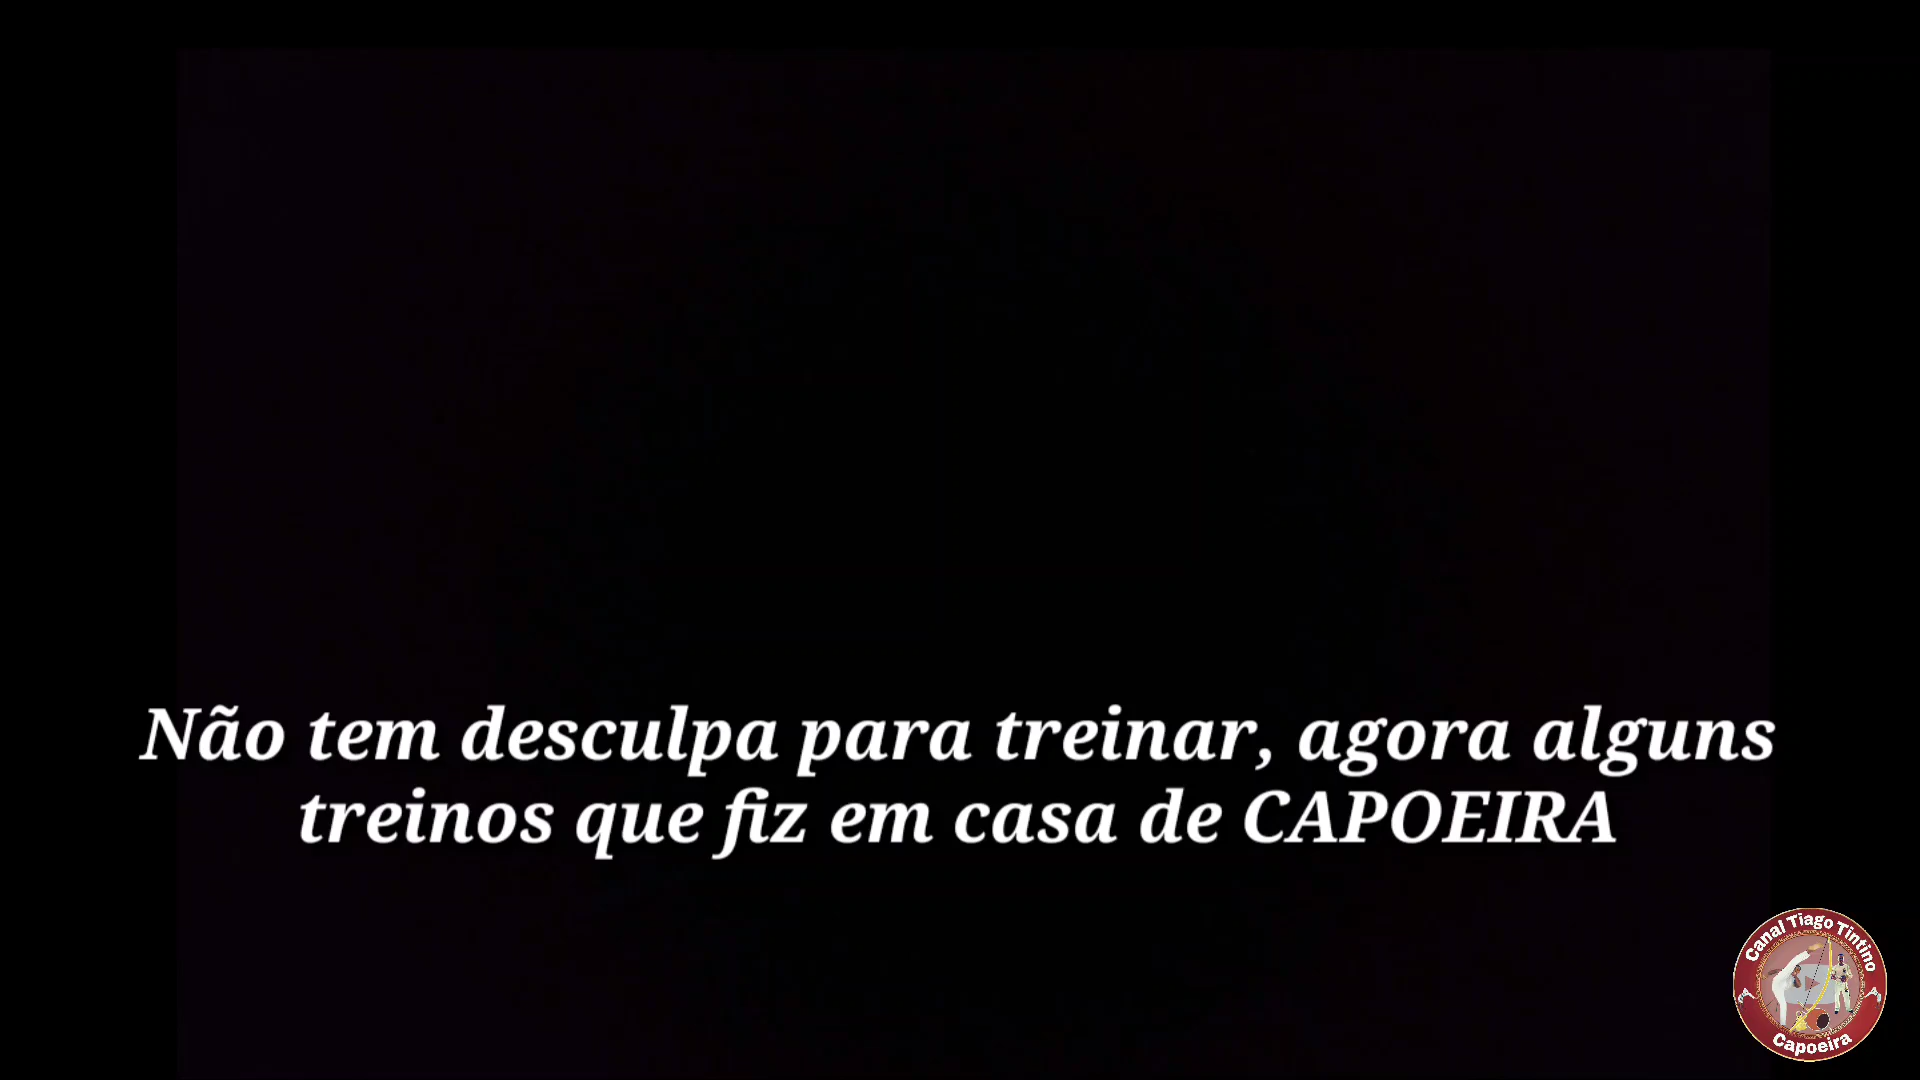 Não tem desculpa para treinar, agora alguns
treinos que fiz em casa de CAPOEIRA
Canal Tiago Tintino
Capoeira